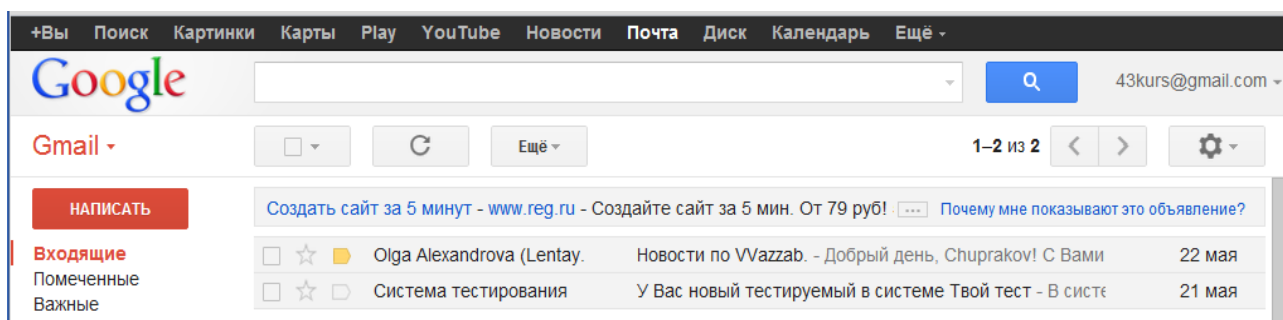 +Вы Поиск Картинки Карты Play YouTube Новости Почта Диск Календарь Ещё
Google 43kurs@gmail.com
Gmail Ещё 1–2 из 2
НАПИСАТЬ Создать сайт за 5 минут - www.reg.ru - Создайте сайт за 5 мин. От 79 руб! Почему мне показывают это объявление?
Входящие Olga Alexandrova (Lentay. Новости по VVazzab. - Добрый день, Chuprakov! С Вами 22 мая
Помеченные
Важные Система тестирования У Вас новый тестируемый в системе Твой тест - В систе 21 мая